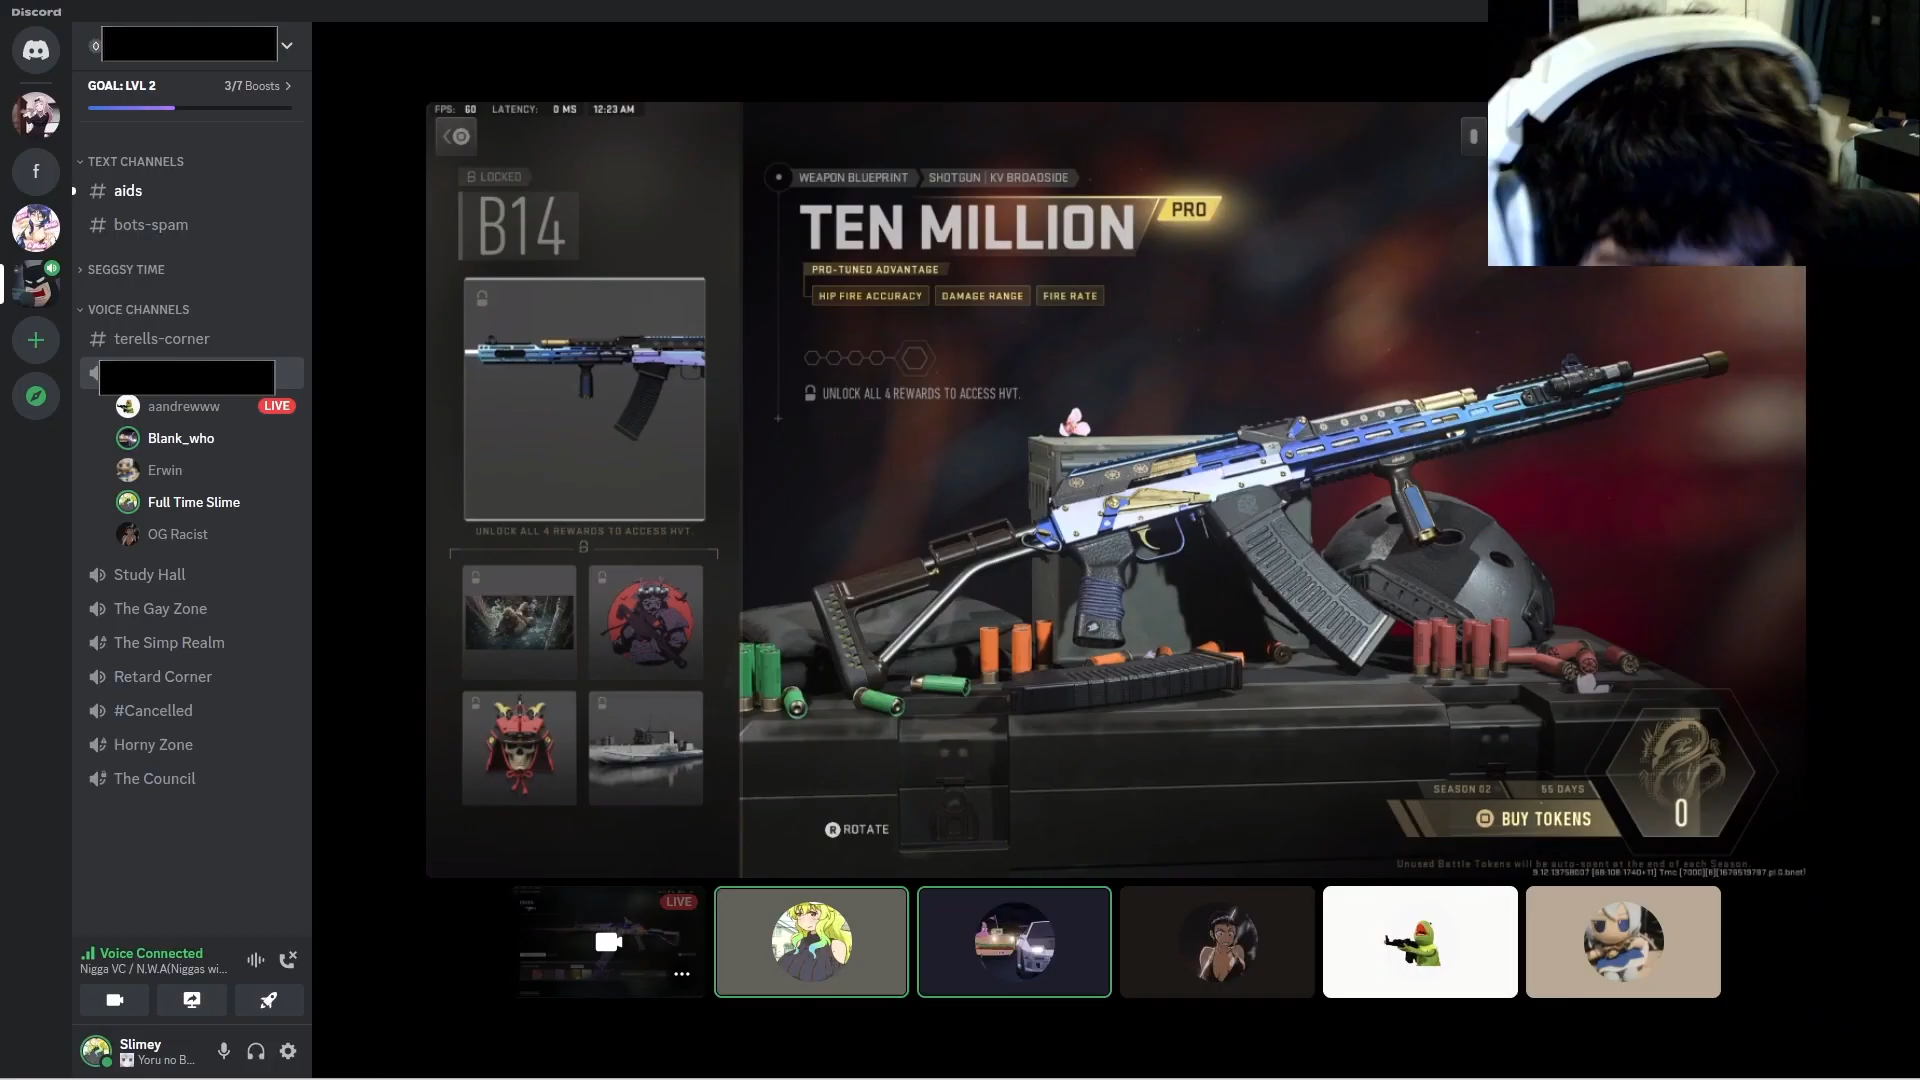 Discord
GOAL: LVL 2
3/7 Boosts
TEXT CHANNELS
aids
bots-spam
SEGGSY TIME
VOICE CHANNELS
terells-corner
aandrewww
LIVE
Blank_who
Erwin
Full Time Slime
OG Racist
Study Hall
The Gay Zone
The Simp Realm
Retard Corner
#Cancelled
Horny Zone
The Council
Voice Connected
Nigga VC / N.W.A(Niggas wi...
Slimey
Yoru no B...
f
FPS: 60 LATENCY: 0 MS 12:23 AM
LOCKED
B14
UNLOCK ALL 4 REWARDS TO ACCESS HVT.
WEAPON BLUEPRINT SHOTGUN | KV BROADSIDE
TEN MILLION PRO
PRO-TUNED ADVANTAGE
HIP FIRE ACCURACY DAMAGE RANGE FIRE RATE
UNLOCK ALL 4 REWARDS TO ACCESS HVT.
R ROTATE
SEASON 02 55 DAYS
BUY TOKENS
0
Unused Battle Tokens will be auto-spent at the end of each Season.
LIVE